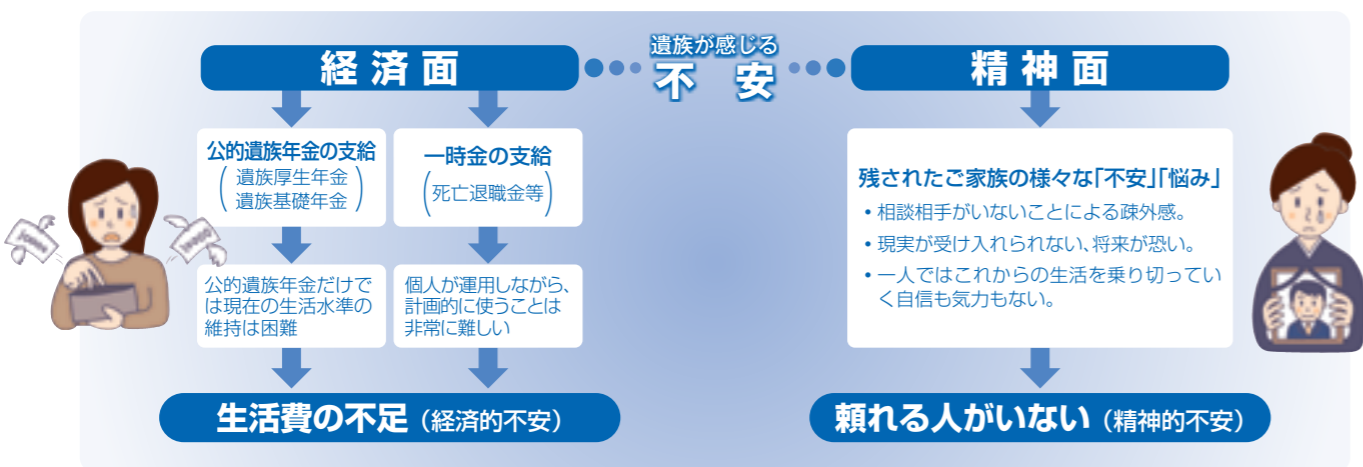 遺族が感じる
不安
経済面
公的遺族年金の支給
(遺族厚生年金
遺族基礎年金)
公的遺族年金だけで
は現在の生活水準の
維持は困難
一時金の支給
(死亡退職金等)
個人が運用しながら、
計画的に使うことは
非常に難しい
生活費の不足(経済的不安)
精神面
残されたご家族の様々な「不安」「悩み」
•相談相手がいないことによる疎外感。
•現実が受け入れられない、将来が恐い。
•一人ではこれからの生活を乗り切ってい
く自信も気力もない。
頼れる人がいない(精神的不安)